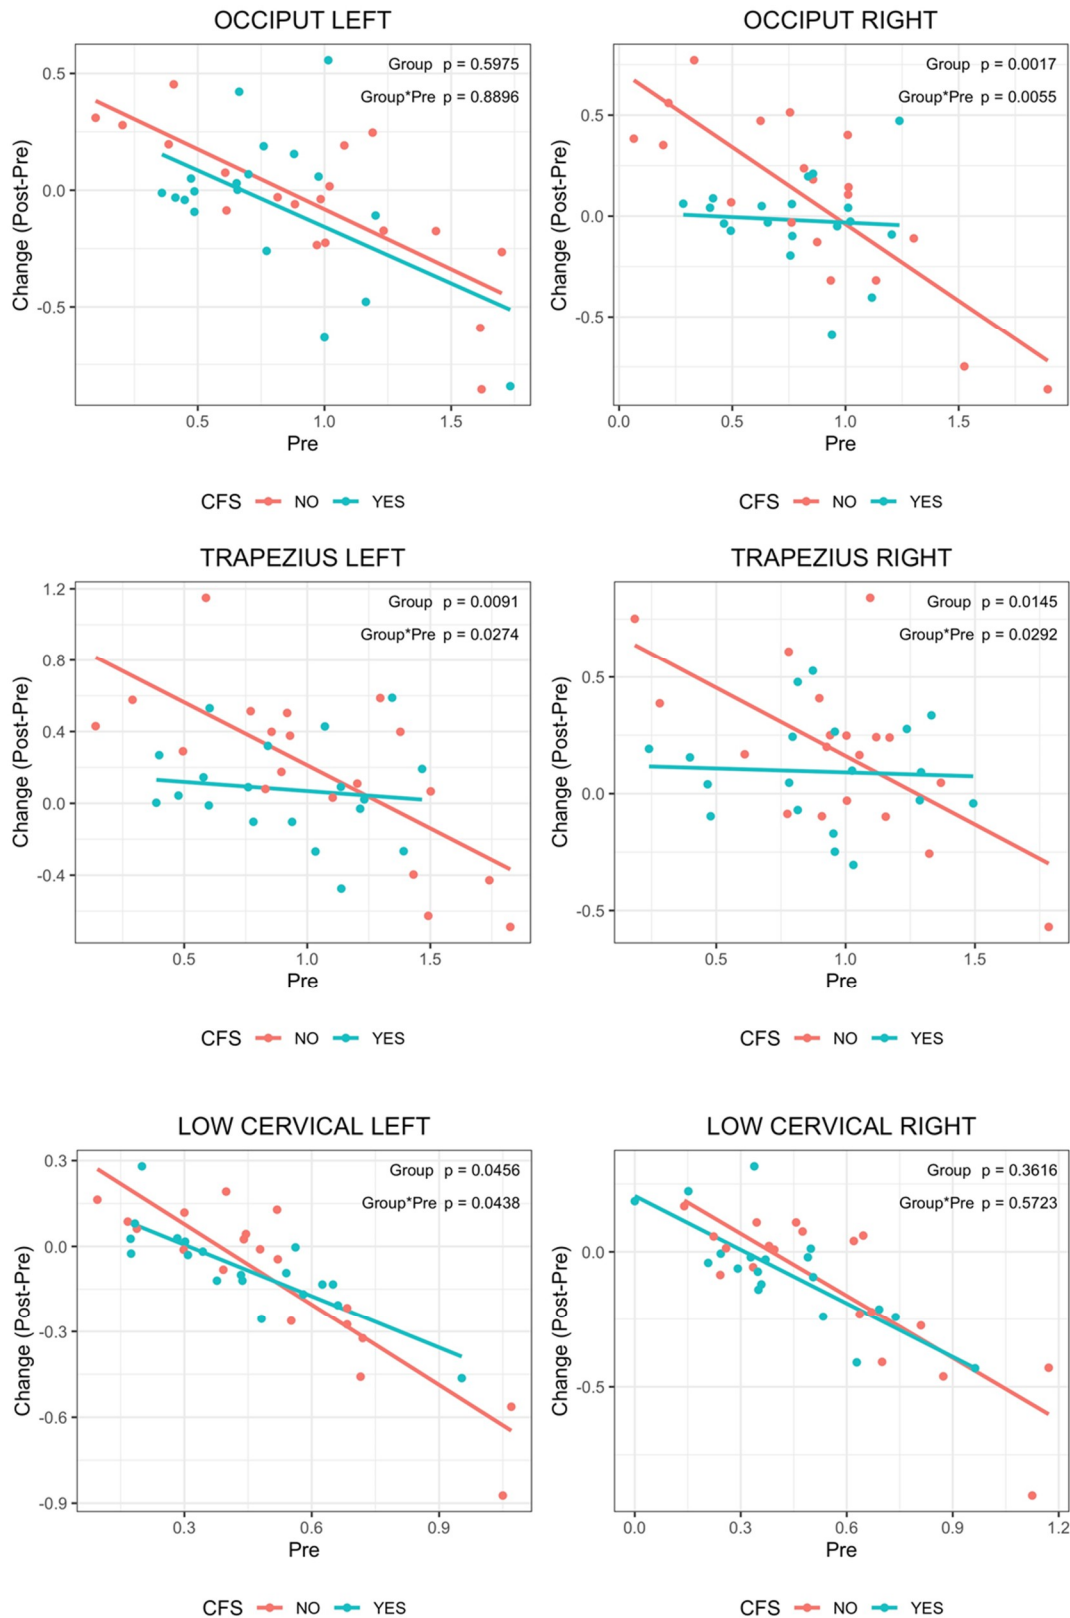 OCCIPUT LEFT
Group p = 0.5975
Group*Pre p = 0.8896
Change (Post-Pre)
0.5
0.0
-0.5
0.5 1.0 1.5
Pre
CFS NO YES
OCCIPUT RIGHT
Group p = 0.0017
Group*Pre p = 0.0055
Change (Post-Pre)
0.5
0.0
-0.5
0.0 0.5 1.0 1.5
Pre
CFS NO YES
TRAPEZIUS LEFT
Group p = 0.0091
Group*Pre p = 0.0274
Change (Post-Pre)
1.2
0.8
0.4
0.0
-0.4
0.5 1.0 1.5
Pre
CFS NO YES
TRAPEZIUS RIGHT
Group p = 0.0145
Group*Pre p = 0.0292
Change (Post-Pre)
0.5
0.0
-0.5
0.5 1.0 1.5
Pre
CFS NO YES
LOW CERVICAL LEFT
Group p = 0.0456
Group*Pre p = 0.0438
Change (Post-Pre)
0.3
0.0
-0.3
-0.6
-0.9
0.3 0.6 0.9
Pre
CFS NO YES
LOW CERVICAL RIGHT
Group p = 0.3616
Group*Pre p = 0.5723
Change (Post-Pre)
0.0
-0.5
0.0 0.3 0.6 0.9 1.2
Pre
CFS NO YES